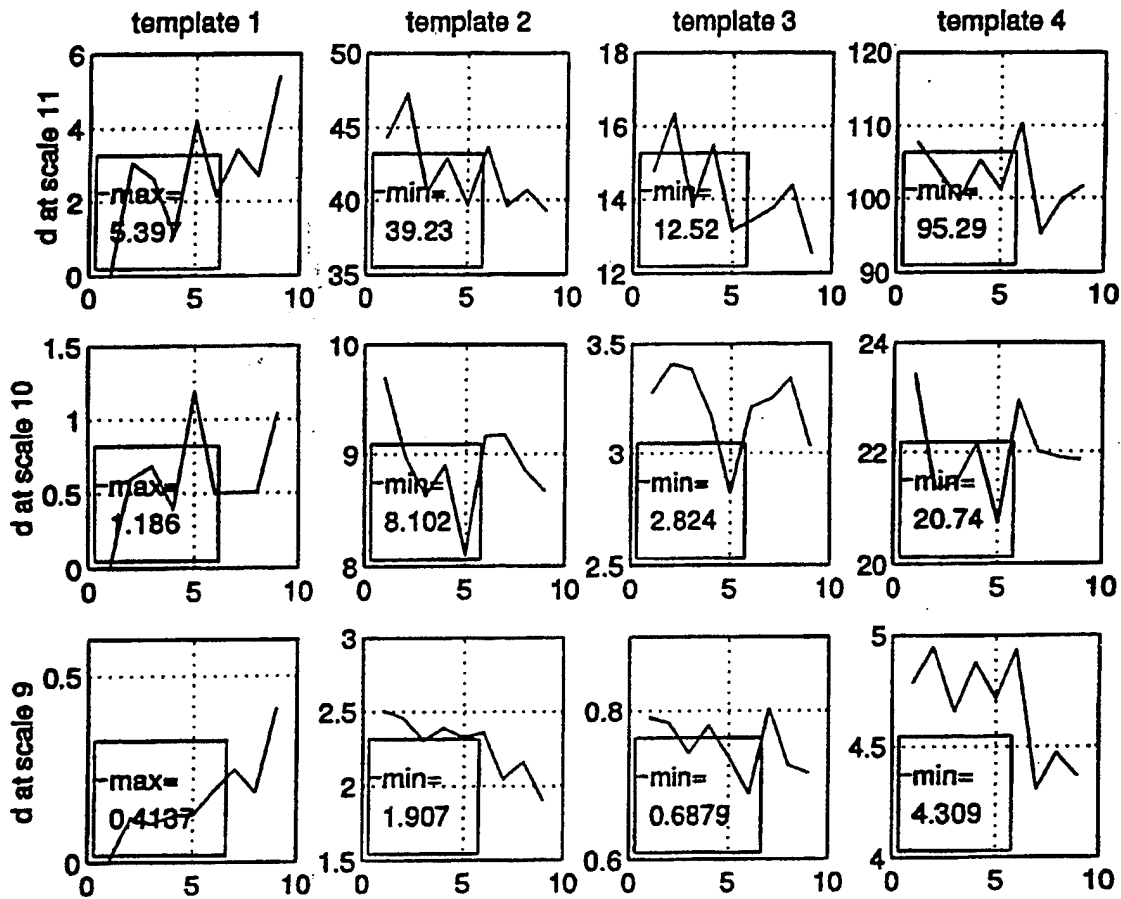 template 1 template 2 template 3 template 4
d at scale 11
6 4 2 0
max= 5.397
0 5 10
50 45 40 35
min= 39.23
0 5 10
18 16 14 12
min= 12.52
0 5 10
120 110 100 90
min= 95.29
0 5 10
d at scale 10
1.5 1 0.5 0
max= 1.186
0 5 10
10 9 8
min= 8.102
0 5 10
3.5 3 2.5
min= 2.824
0 5 10
24 22 20
min= 20.74
0 5 10
d at scale 9
0.5 0
max= 0.4137
0 5 10
3 2.5 2 1.5
min= 1.907
0 5 10
0.8 0.6
min= 0.6879
0 5 10
5 4.5 4
min= 4.309
0 5 10